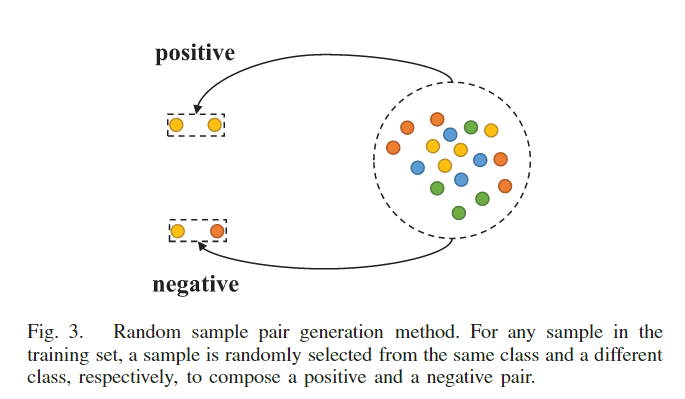 positive
negative
Fig. 3. Random sample pair generation method. For any sample in the
training set, a sample is randomly selected from the same class and a different
class, respectively, to compose a positive and a negative pair.